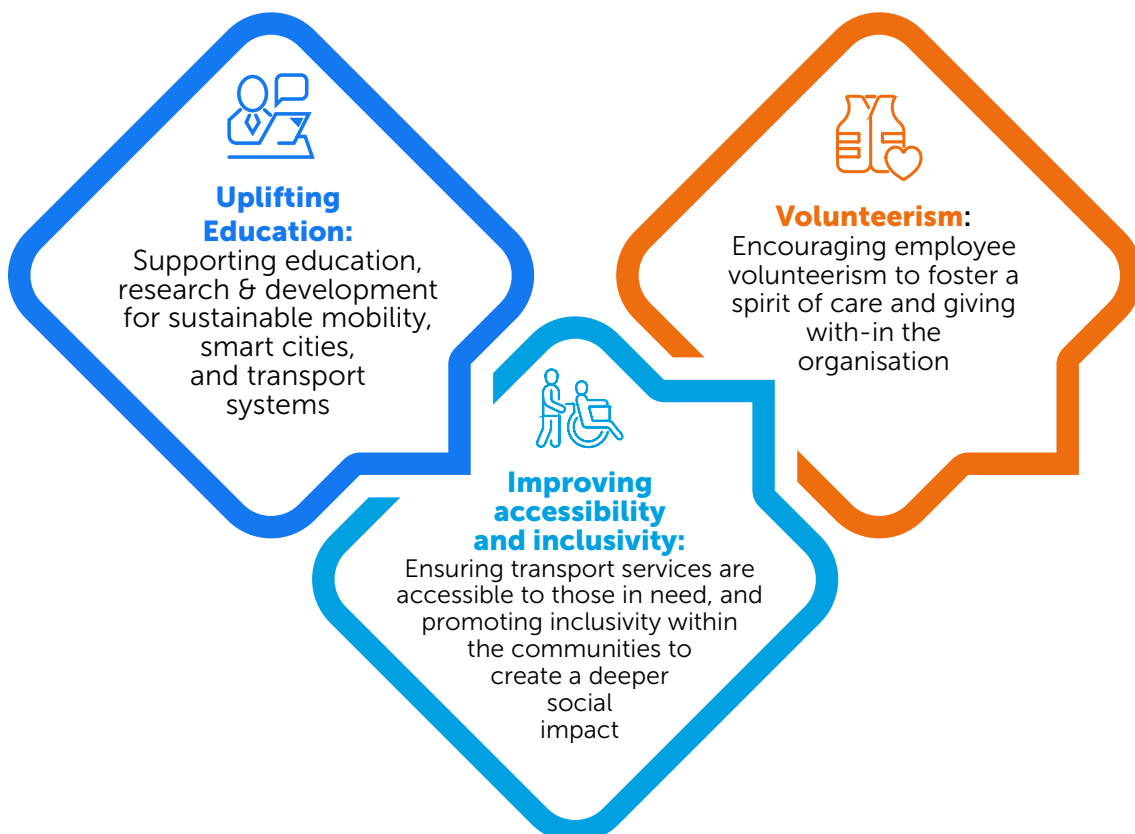 Uplifting
Education:
Supporting education,
research & development
for sustainable mobility,
smart cities,
and transport
systems
Volunteerism:
Encouraging employee
volunteerism to foster a
spirit of care and giving
with-in the
organisation
Improving
accessibility
and inclusivity:
Ensuring transport services are
accessible to those in need, and
promoting inclusivity within
the communities to
create a deeper
social
impact